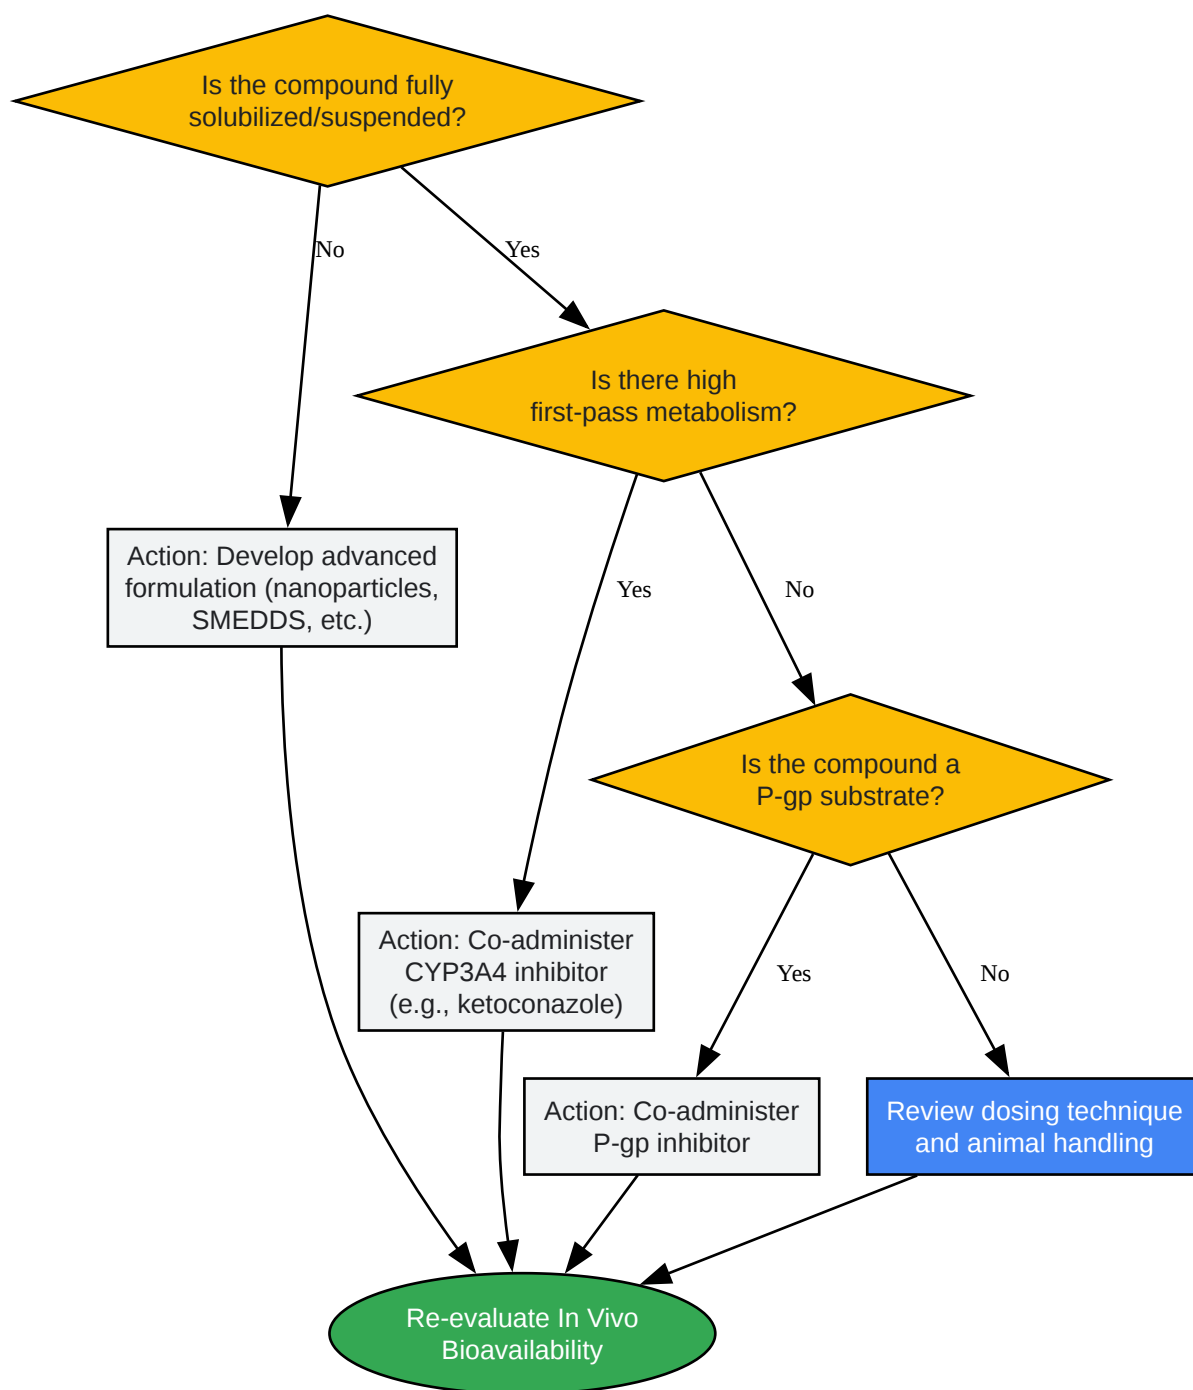 Is the compound fully
solubilized/suspended?
No
Yes
Is there high
first-pass metabolism?
Action: Develop advanced
formulation (nanoparticles,
SMEDDS, etc.)
Yes
No
Is the compound a
P-gp substrate?
Action: Co-administer
CYP3A4 inhibitor
(e.g., ketoconazole)
Yes
No
Action: Co-administer
P-gp inhibitor
Review dosing technique
and animal handling
Re-evaluate In Vivo
Bioavailability